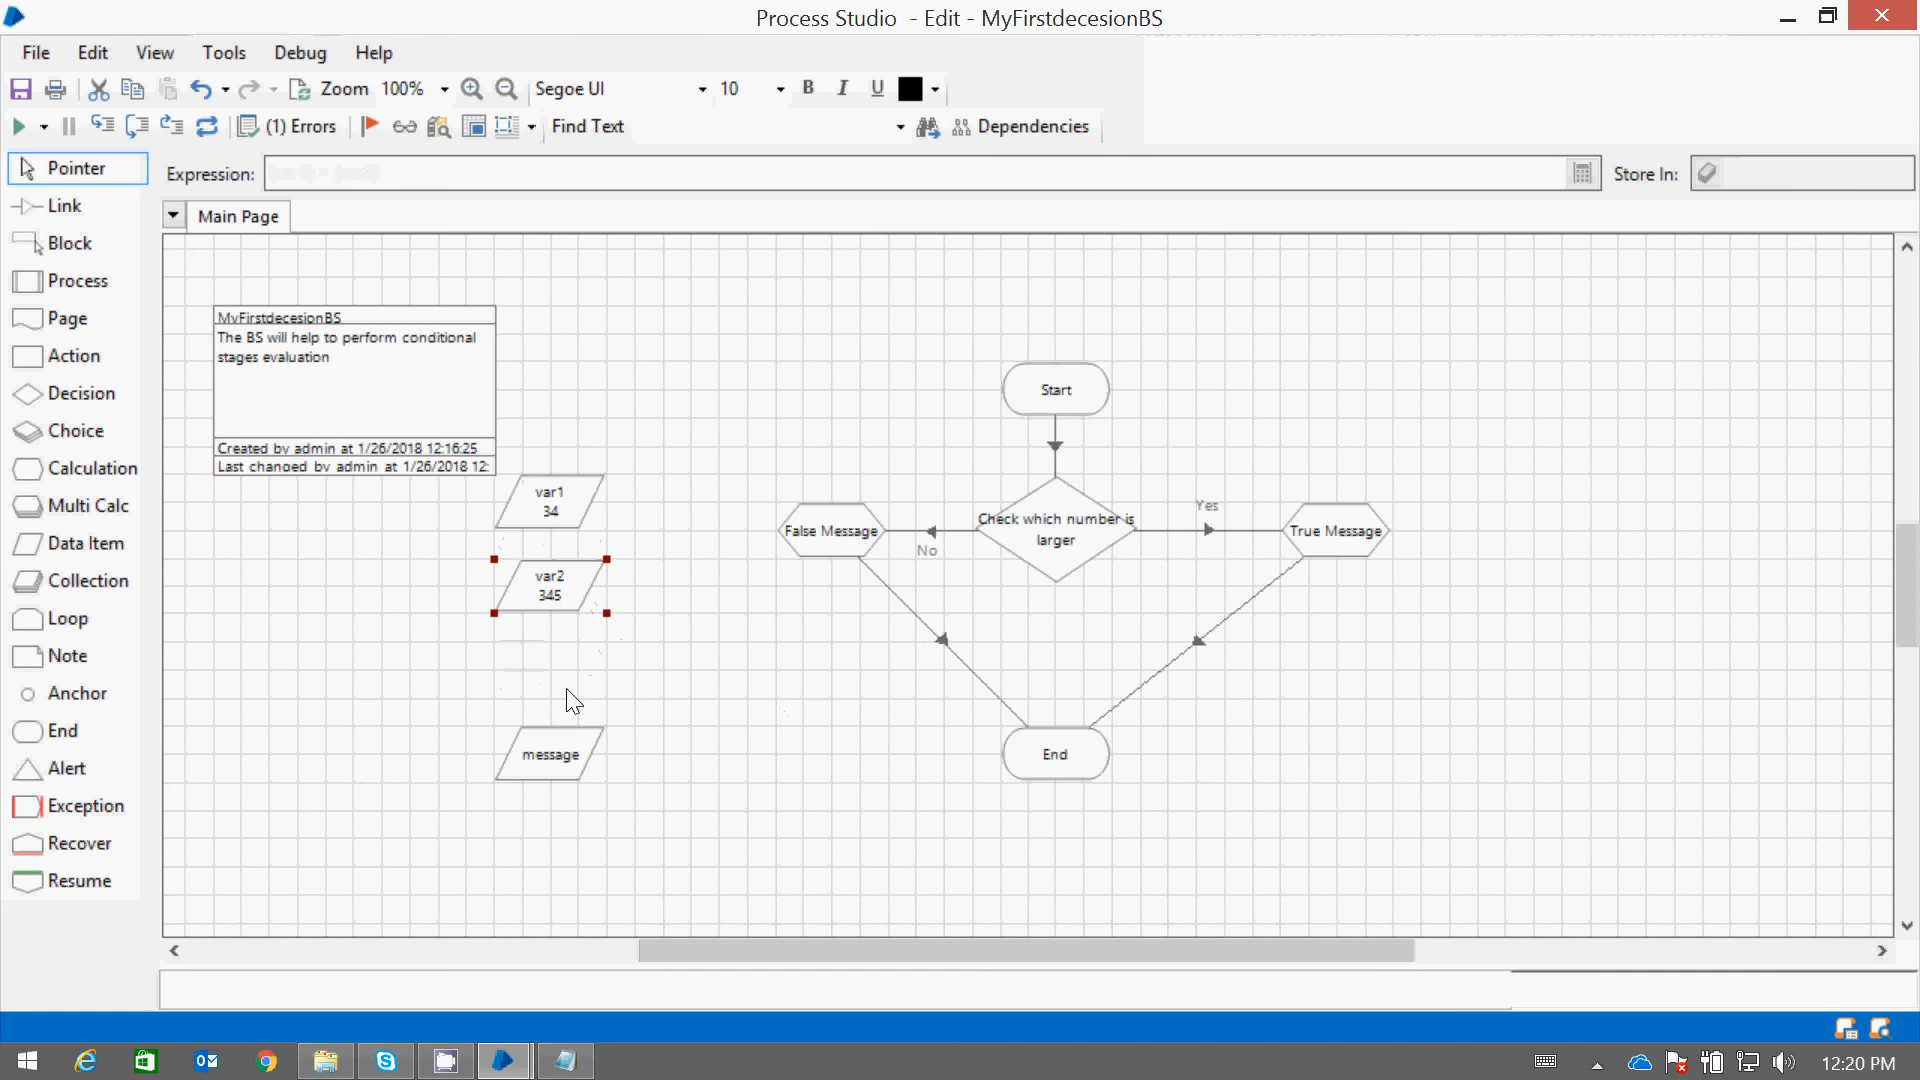 Process Studio - Edit - MyFirstdecesionBS
File Edit View Tools Debug Help
Zoom 100% Segoe UI 10 B I U
(1) Errors Find Text Dependencies
Pointer
Expression: Store In:
Link
Main Page
Block
Process
Page
Action
Decision
Choice
Calculation
Multi Calc
Data Item
Collection
Loop
Note
Anchor
End
Alert
Exception
Recover
Resume
MyFirstdecesionBS
The BS will help to perform conditional
stages evaluation
Created by admin at 1/26/2018 12:16:25
Last changed by admin at 1/26/2018 12:
var1
34
var2
345
message
Start
Check which number is
larger
No
Yes
False Message
True Message
End
12:20 PM